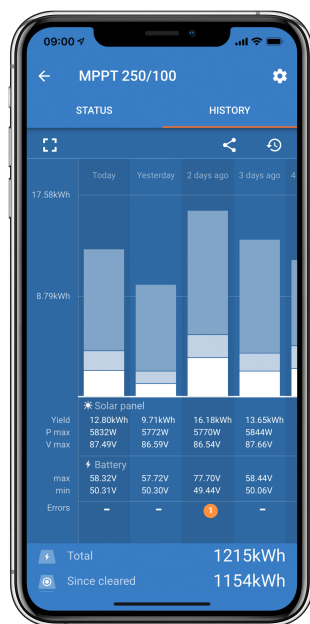 09:00
MPPT 250/100
STATUS HISTORY
Today Yesterday 2 days ago 3 days ago 4
17.58kWh
8.79kWh
Solar panel
Yield 12.80kWh 9.71kWh 16.18kWh 13.65kWh
P max 5832W 5772W 5770W 5844W
V max 87.49V 86.59V 86.54V 87.66V
Battery
max 58.32V 57.72V 77.70V 58.44V
min 50.31V 50.30V 49.44V 50.06V
Errors – – 1 –
Total 1215kWh
Since cleared 1154kWh